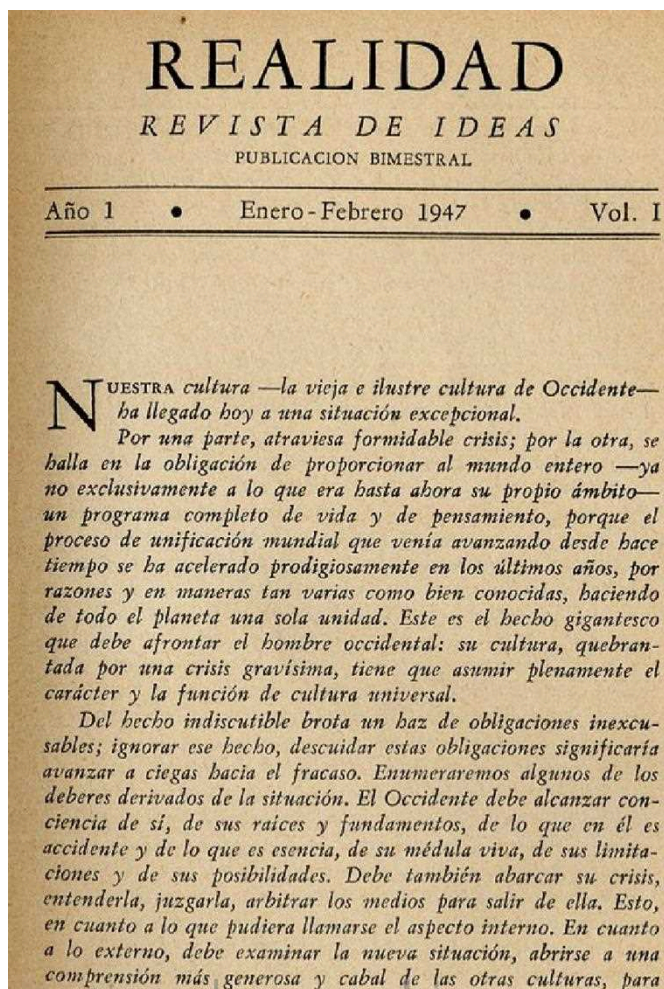 REALIDAD
REVISTA DE IDEAS
PUBLICACION BIMESTRAL
Año 1 • Enero-Febrero 1947 • Vol. I
NUESTRA cultura —la vieja e ilustre cultura de Occidente—
ha llegado hoy a una situación excepcional.
Por una parte, atraviesa formidable crisis; por la otra, se
halla en la obligación de proporcionar al mundo entero —ya
no exclusivamente a lo que era hasta ahora su propio ámbito—
un programa completo de vida y de pensamiento, porque el
proceso de unificación mundial que venía avanzando desde hace
tiempo se ha acelerado prodigiosamente en los últimos años, por
razones y en maneras tan varias como bien conocidas, haciendo
de todo el planeta una sola unidad. Este es el hecho gigantesco
que debe afrontar el hombre occidental: su cultura, quebran-
tada por una crisis gravísima, tiene que asumir plenamente el
carácter y la función de cultura universal.
Del hecho indiscutible brota un haz de obligaciones inexcu-
sables; ignorar ese hecho, descuidar estas obligaciones significaría
avanzar a ciegas hacia el fracaso. Enumeraremos algunos de los
deberes derivados de la situación. El Occidente debe alcanzar con-
ciencia de sí, de sus raíces y fundamentos, de lo que en él es
accidente y de lo que es esencia, de su médula viva, de sus limita-
ciones y de sus posibilidades. Debe también abarcar su crisis,
entenderla, juzgarla, arbitrar los medios para salir de ella. Esto,
en cuanto a lo que pudiera llamarse el aspecto interno. En cuanto
a lo externo, debe examinar la nueva situación, abrirse a una
comprensión más generosa y cabal de las otras culturas, para